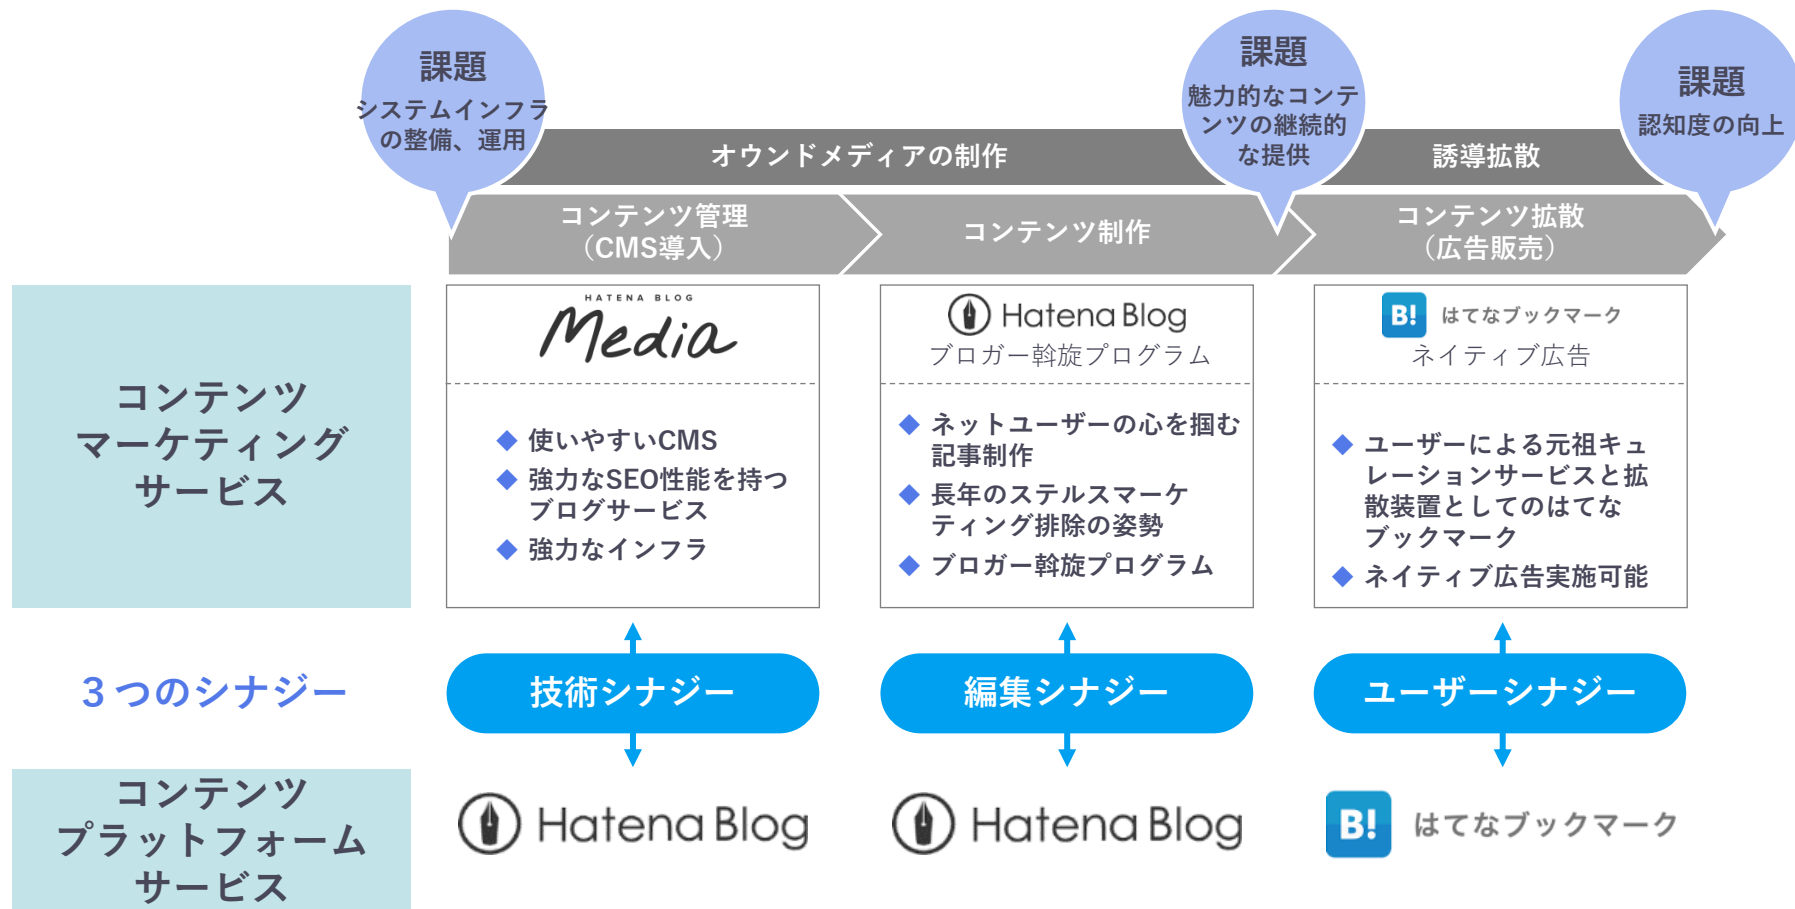 課題
システムインフラ
の整備、運用
課題
魅力的なコンテ
ンツの継続的
な提供
課題
認知度の向上
オウンドメディアの制作
誘導拡散
コンテンツ管理
（CMS導入）
コンテンツ制作
コンテンツ拡散
（広告販売）
コンテンツ
マーケティング
サービス
HATENA BLOG
Media
◆ 使いやすいCMS
◆ 強力なSEO性能を持つ
ブログサービス
◆ 強力なインフラ
Hatena Blog
ブロガー斡旋プログラム
◆ ネットユーザーの心を掴む
記事制作
◆ 長年のステルスマーケ
ティング排除の姿勢
◆ ブロガー斡旋プログラム
B! はてなブックマーク
ネイティブ広告
◆ ユーザーによる元祖キュ
レーションサービスと拡
散装置としてのはてな
ブックマーク
◆ ネイティブ広告実施可能
３つのシナジー
技術シナジー
編集シナジー
ユーザーシナジー
コンテンツ
プラットフォーム
サービス
Hatena Blog
Hatena Blog
B! はてなブックマーク